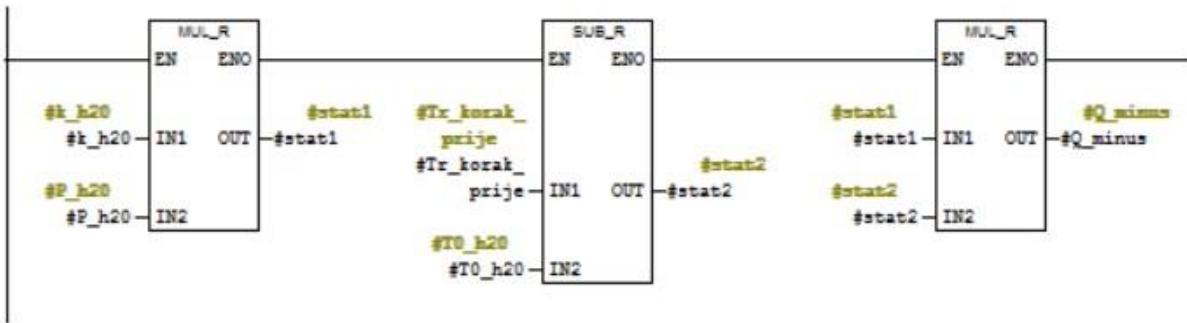 MUL_R
EN ENO
#k_h20
#k_h20
IN1
#stat1
OUT
#stat1
#P_h20
#P_h20
IN2
SUB_R
EN ENO
#Tr_korak_
prije
#Tr_korak_
prije
IN1
#stat2
OUT
#stat2
#T0_h20
#T0_h20
IN2
MUL_R
EN ENO
#stat1
#stat1
IN1
#Q_minus
OUT
#Q_minus
#stat2
#stat2
IN2